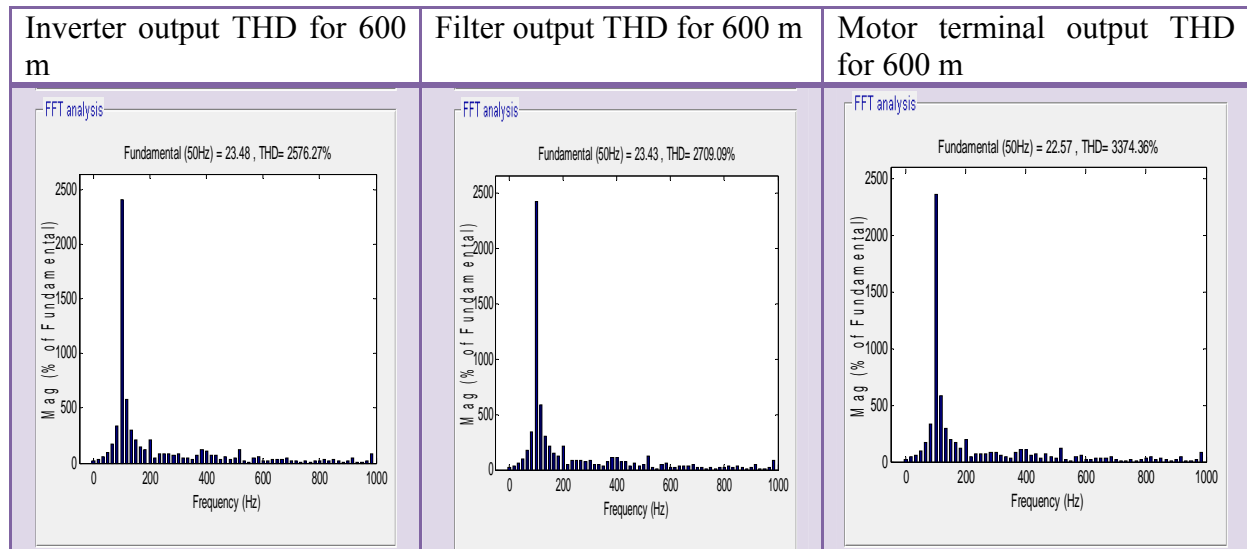 Inverter output THD for 600
m
Filter output THD for 600 m
Motor terminal output THD
for 600 m
FFT analysis
Fundamental (50Hz) = 23.48 , THD= 2576.27%
2500
2000
1500
1000
500
0
Mag (% of Fundamental)
0 200 400 600 800 1000
Frequency (Hz)
FFT analysis
Fundamental (50Hz) = 23.43 , THD= 2709.09%
2500
2000
1500
1000
500
0
Mag (% of Fundamental)
0 200 400 600 800 1000
Frequency (Hz)
FFT analysis
Fundamental (50Hz) = 22.57 , THD= 3374.36%
2500
2000
1500
1000
500
0
Mag (% of Fundamental)
0 200 400 600 800 1000
Frequency (Hz)